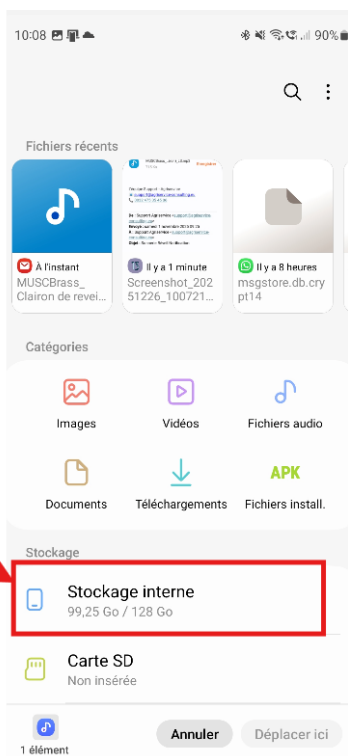 10:08
90%
Fichiers récents
À l'instant
MUSCBrass_
Clairon de revei...
Enregistrer
Il y a 1 minute
Screenshot_202
51226_100721...
Il y a 8 heures
msgstore.db.cry
pt14
Catégories
Images
Vidéos
Fichiers audio
APK
Documents
Téléchargements
Fichiers install.
Stockage
Stockage interne
99,25 Go / 128 Go
Carte SD
Non insérée
1 élément
Annuler
Déplacer ici